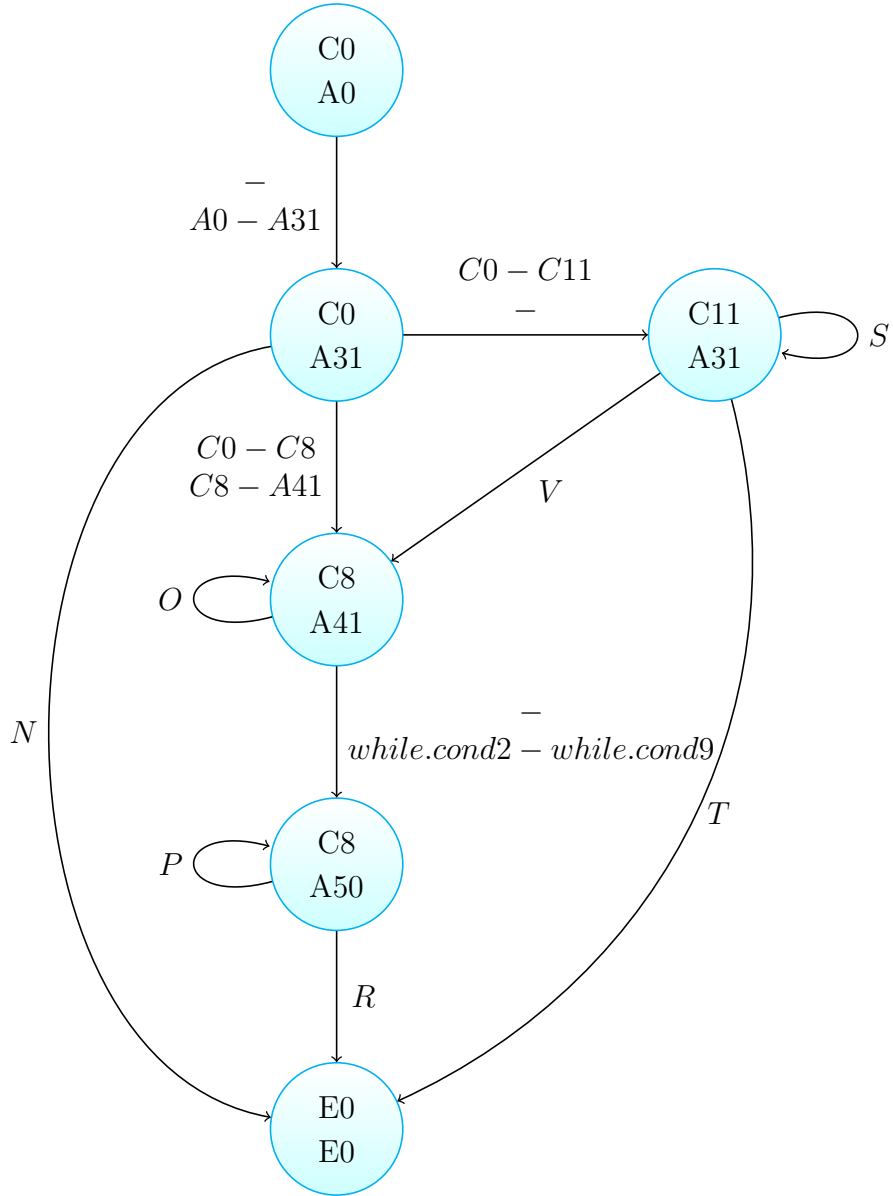 C0
A0
−
A0 − A31
C0 − C11
−
C0
A31
C11
A31
S
C0 − C8
C8 − A41
V
C8
A41
O
−
while.cond2 − while.cond9
N
T
C8
A50
P
R
E0
E0